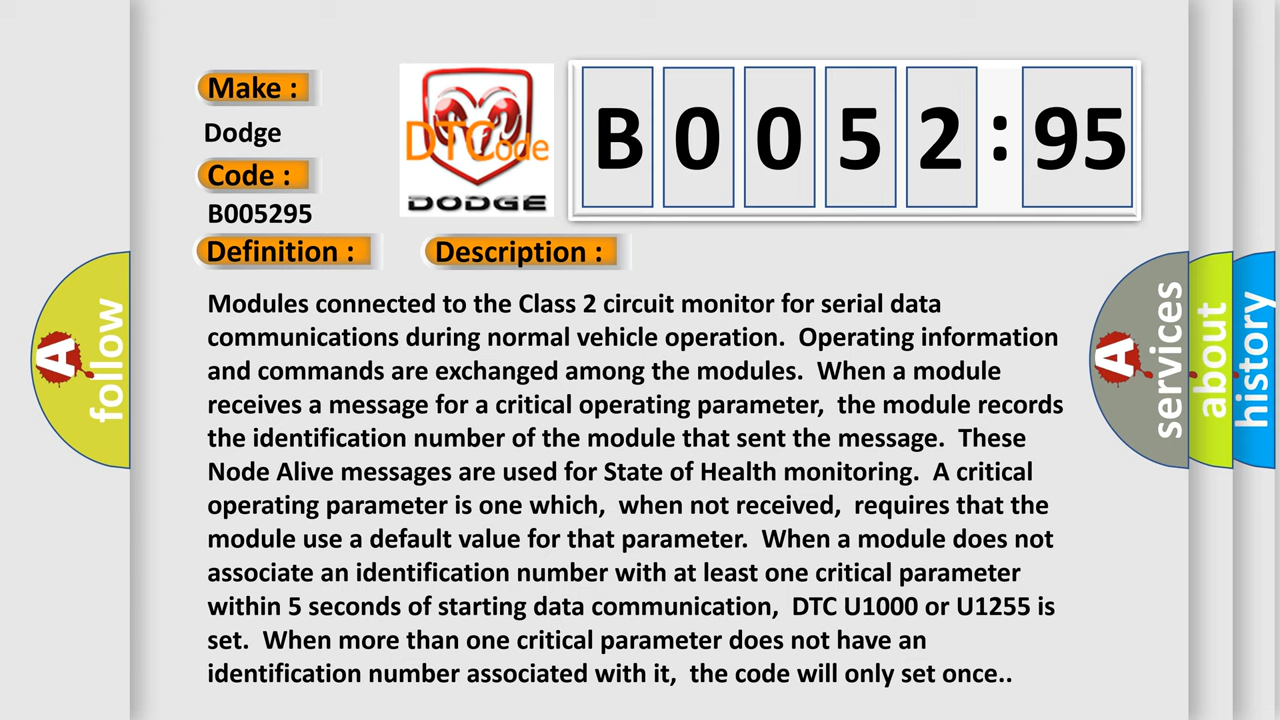 Make :
Dodge
Code :
B005295
Definition :
Description :
DTCode
DODGE
B 0 0 5 2 : 95
Modules connected to the Class 2 circuit monitor for serial data
communications during normal vehicle operation. Operating information
and commands are exchanged among the modules. When a module
receives a message for a critical operating parameter, the module records
the identification number of the module that sent the message. These
Node Alive messages are used for State of Health monitoring. A critical
operating parameter is one which, when not received, requires that the
module use a default value for that parameter. When a module does not
associate an identification number with at least one critical parameter
within 5 seconds of starting data communication, DTC U1000 or U1255 is
set. When more than one critical parameter does not have an
identification number associated with it, the code will only set once..
A
follow
A
services
about
history